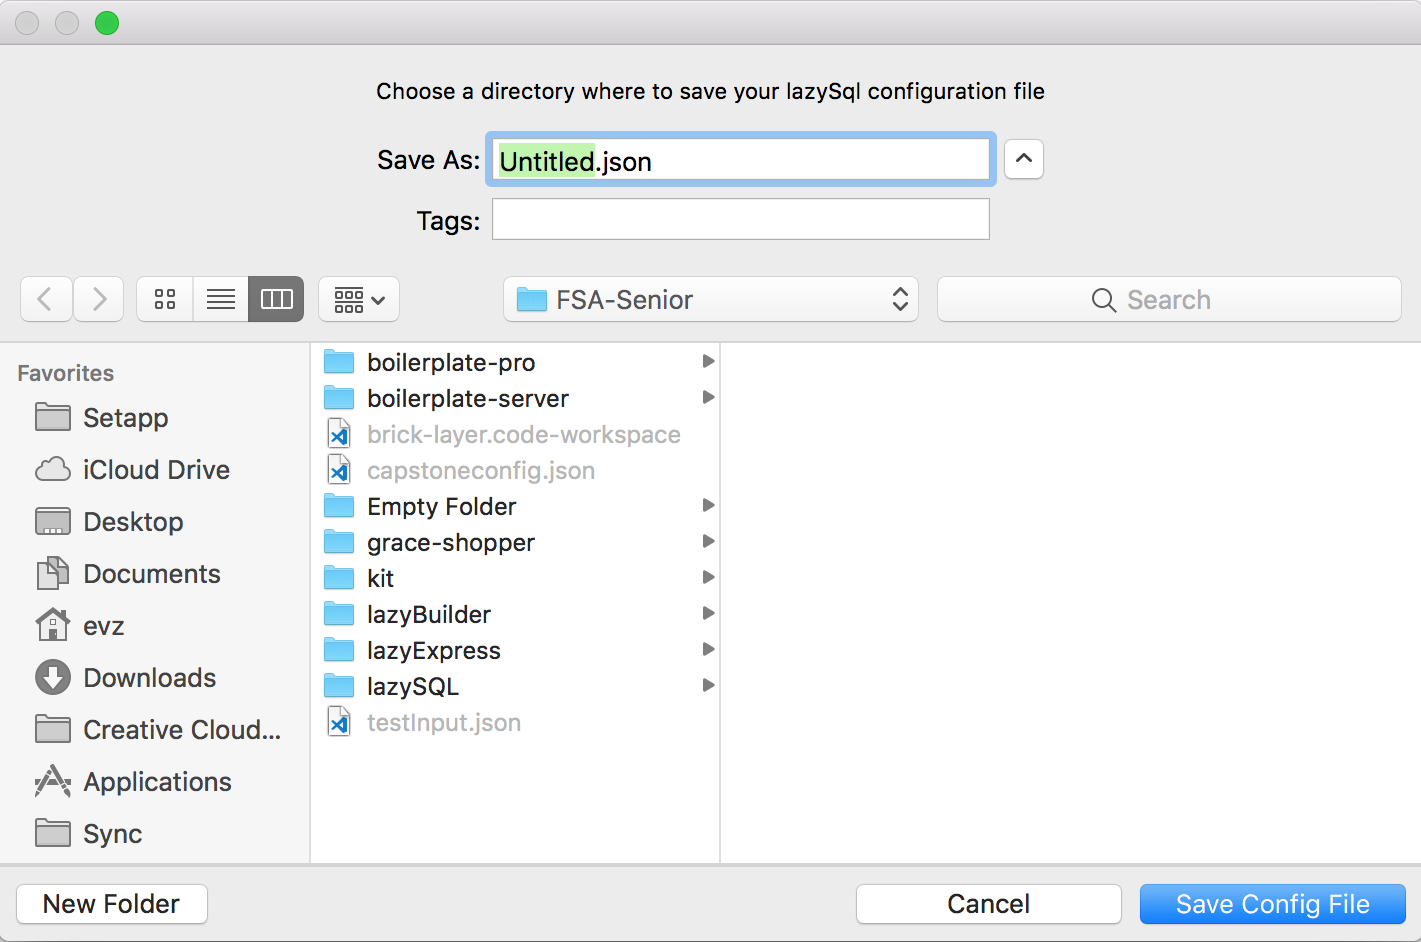 Choose a directory where to save your lazySql configuration file
Save As: Untitled.json
Tags:
FSA-Senior
Search
Favorites
Setapp
iCloud Drive
Desktop
Documents
evz
Downloads
Creative Cloud...
Applications
Sync
boilerplate-pro
boilerplate-server
brick-layer.code-workspace
capstoneconfig.json
Empty Folder
grace-shopper
kit
lazyBuilder
lazyExpress
lazySQL
testInput.json
New Folder
Cancel
Save Config File